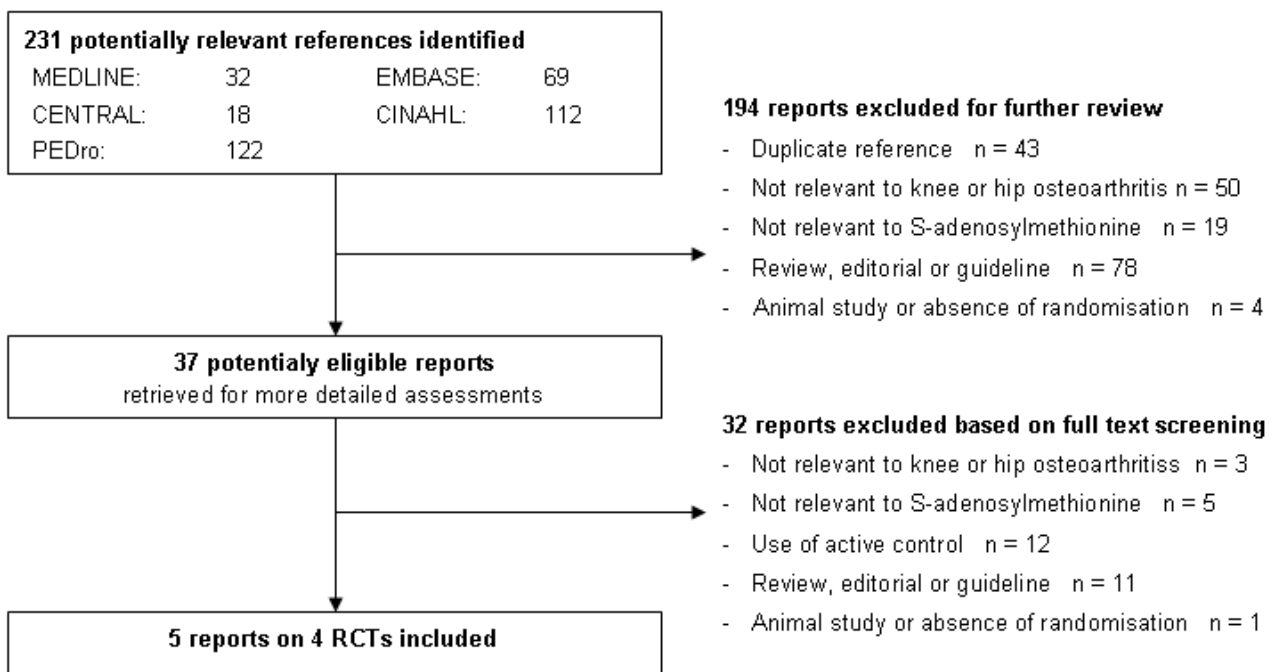 231 potentially relevant references identified
MEDLINE: 32 EMBASE: 69
CENTRAL: 18 CINAHL: 112
PEDro: 122
194 reports excluded for further review
- Duplicate reference n = 43
- Not relevant to knee or hip osteoarthritis n = 50
- Not relevant to S-adenosylmethionine n = 19
- Review, editorial or guideline n = 78
- Animal study or absence of randomisation n = 4
37 potentialy eligible reports
retrieved for more detailed assessments
32 reports excluded based on full text screening
- Not relevant to knee or hip osteoarthritiss n = 3
- Not relevant to S-adenosylmethionine n = 5
- Use of active control n = 12
- Review, editorial or guideline n = 11
- Animal study or absence of randomisation n = 1
5 reports on 4 RCTs included